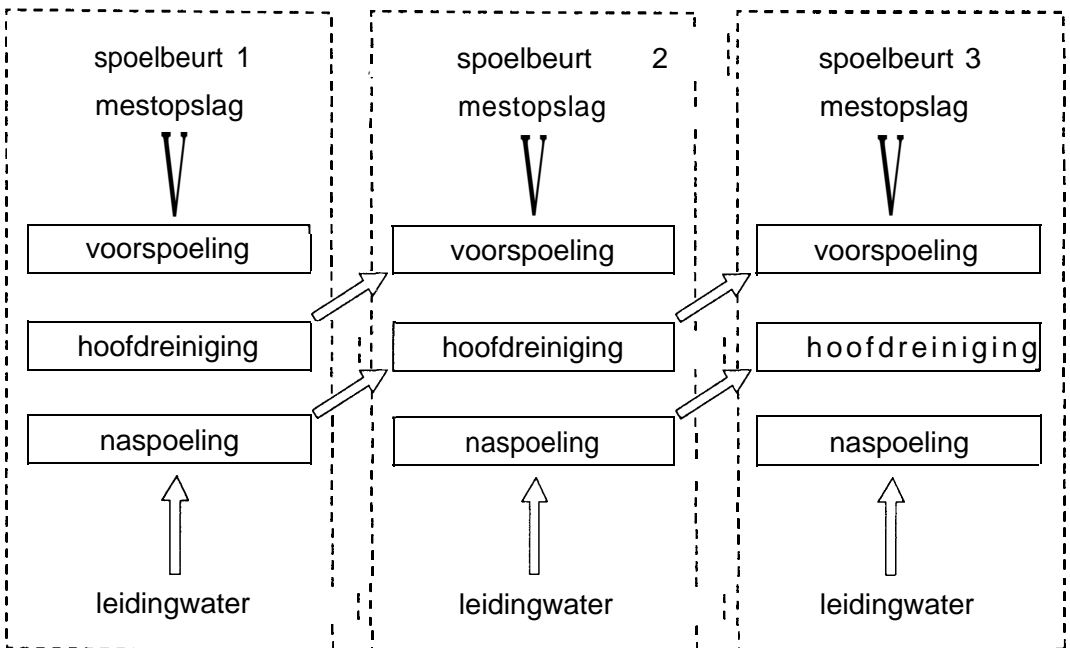 spoelbeurt 1
mestopslag
voorspoeling
hoofdreiniging
naspoeling
leidingwater
spoelbeurt 2
mestopslag
voorspoeling
hoofdreiniging
naspoeling
leidingwater
spoelbeurt 3
mestopslag
voorspoeling
hoofdreiniging
naspoeling
leidingwater